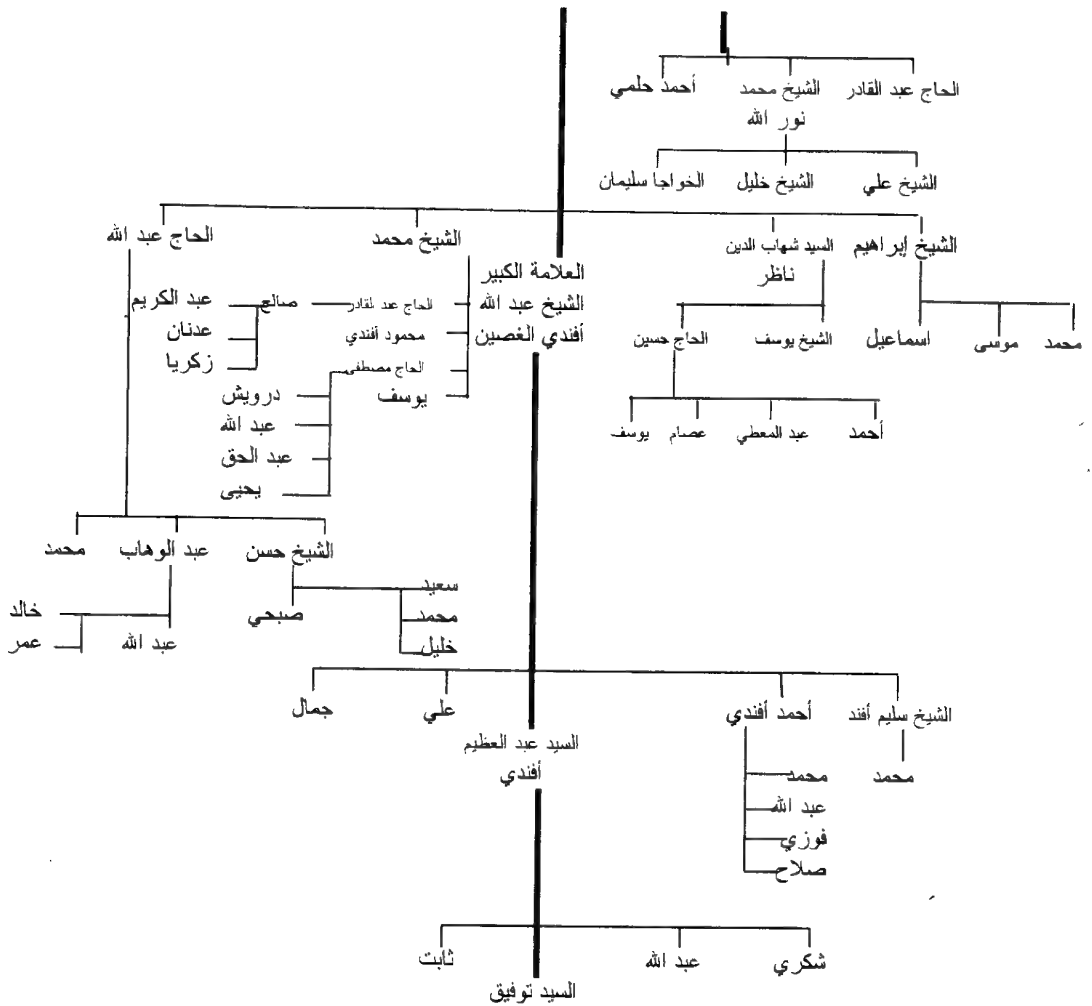 الحاج عبد القادر الشيخ محمد أحمد حلمي
نور الله
الشيخ علي الشيخ خليل الخواجا سليمان
الشيخ إبراهيم السيد شهاب الدين الشيخ محمد الحاج عبد الله
ناظر
العلامة الكبير
الشيخ عبد الله
أفندي الغصين
الحاج عبد لقادر صالح عبد الكريم
محمود أفندي عدنان
الحاج مصطفى زكريا
يوسف درويش
عبد الله
عبد الحق
يحيى
محمد موسى اسماعيل الشيخ يوسف الحاج حسين
أحمد عبد المعطي عصام يوسف
الشيخ حسن عبد الوهاب محمد
سعيد
صبحي محمد
خليل
عبد الله خالد
عمر
الشيخ سليم أفند أحمد أفندي علي جمال
السيد عبد العظيم
أفندي
محمد محمد
عبد الله
فوزي
صلاح
شكري عبد الله ثابت
السيد توفيق